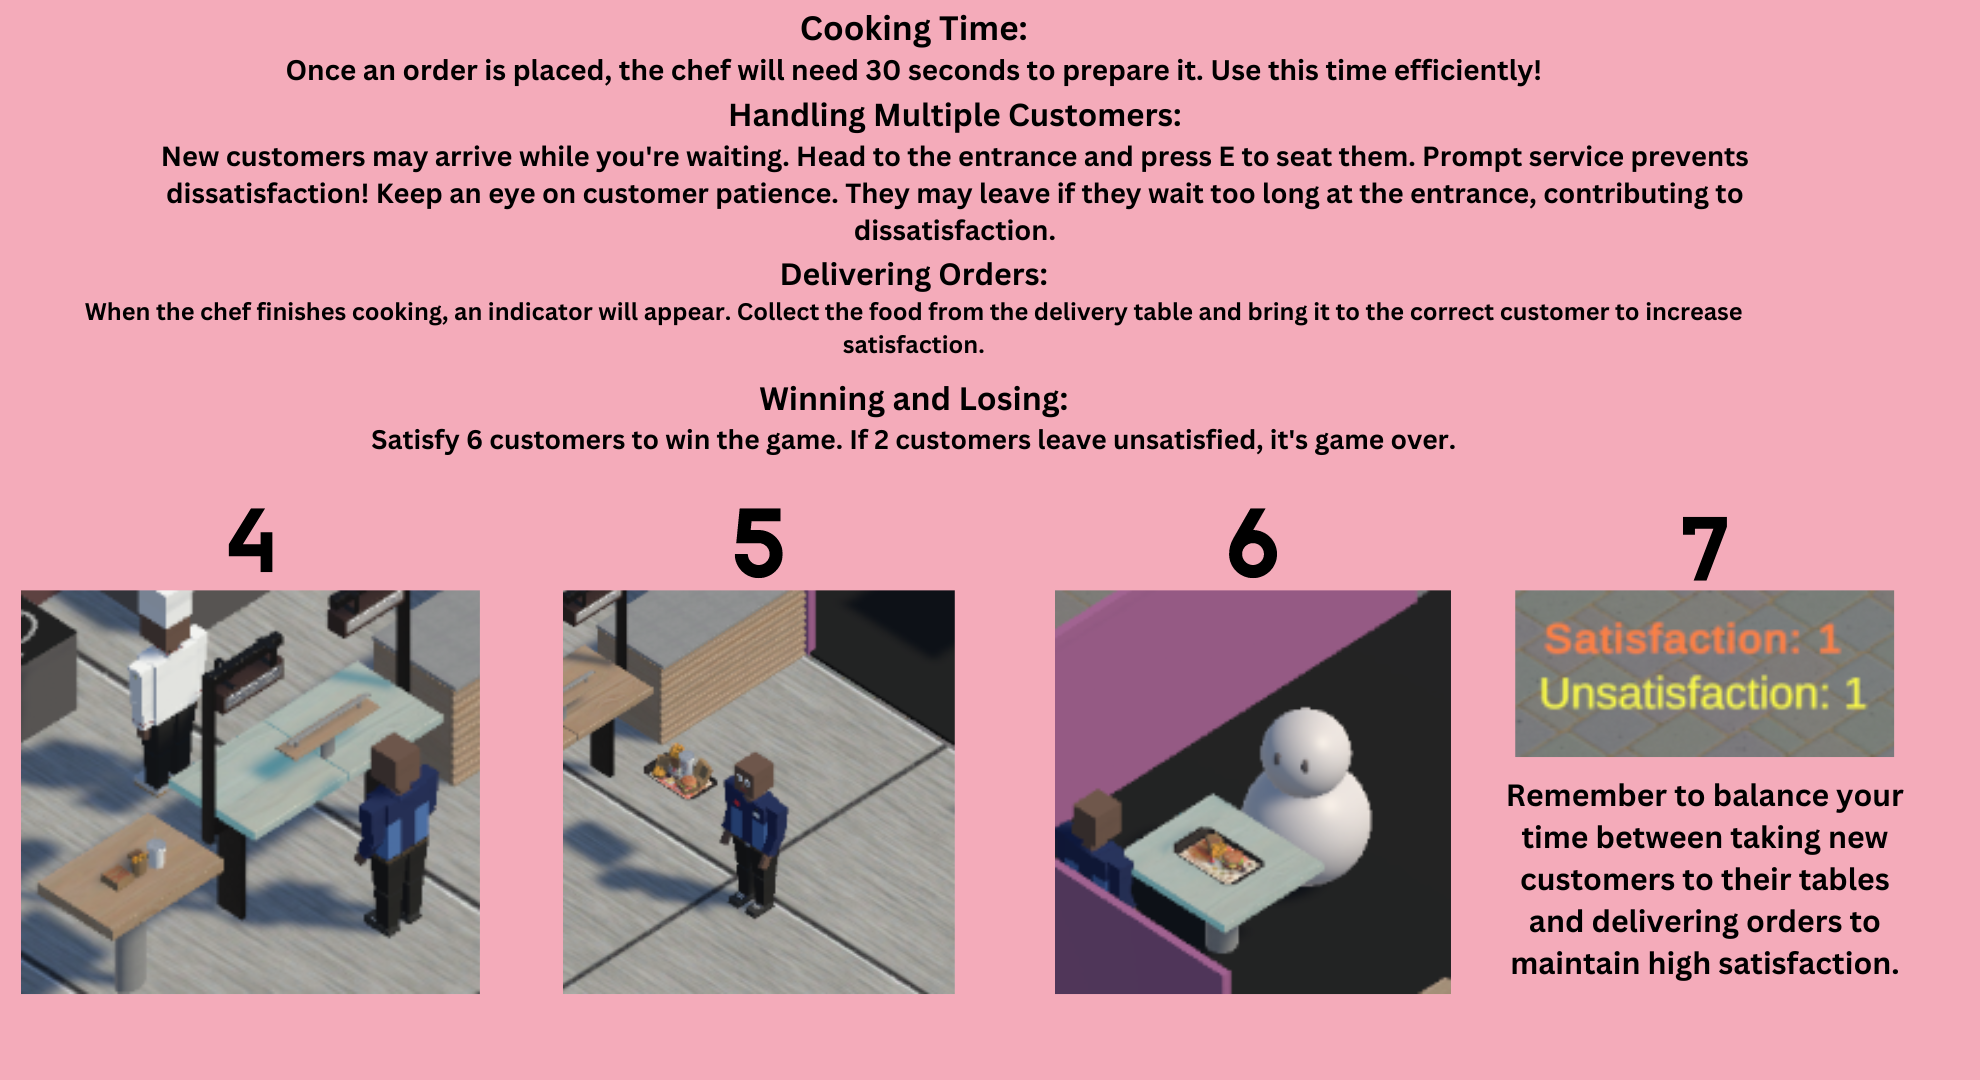 Cooking Time:
Once an order is placed, the chef will need 30 seconds to prepare it. Use this time efficiently!
Handling Multiple Customers:
New customers may arrive while you're waiting. Head to the entrance and press E to seat them. Prompt service prevents
dissatisfaction! Keep an eye on customer patience. They may leave if they wait too long at the entrance, contributing to
dissatisfaction.
Delivering Orders:
When the chef finishes cooking, an indicator will appear. Collect the food from the delivery table and bring it to the correct customer to increase
satisfaction.
Winning and Losing:
Satisfy 6 customers to win the game. If 2 customers leave unsatisfied, it's game over.
4
5
6
7
Satisfaction: 1
Unsatisfaction: 1
Remember to balance your
time between taking new
customers to their tables
and delivering orders to
maintain high satisfaction.